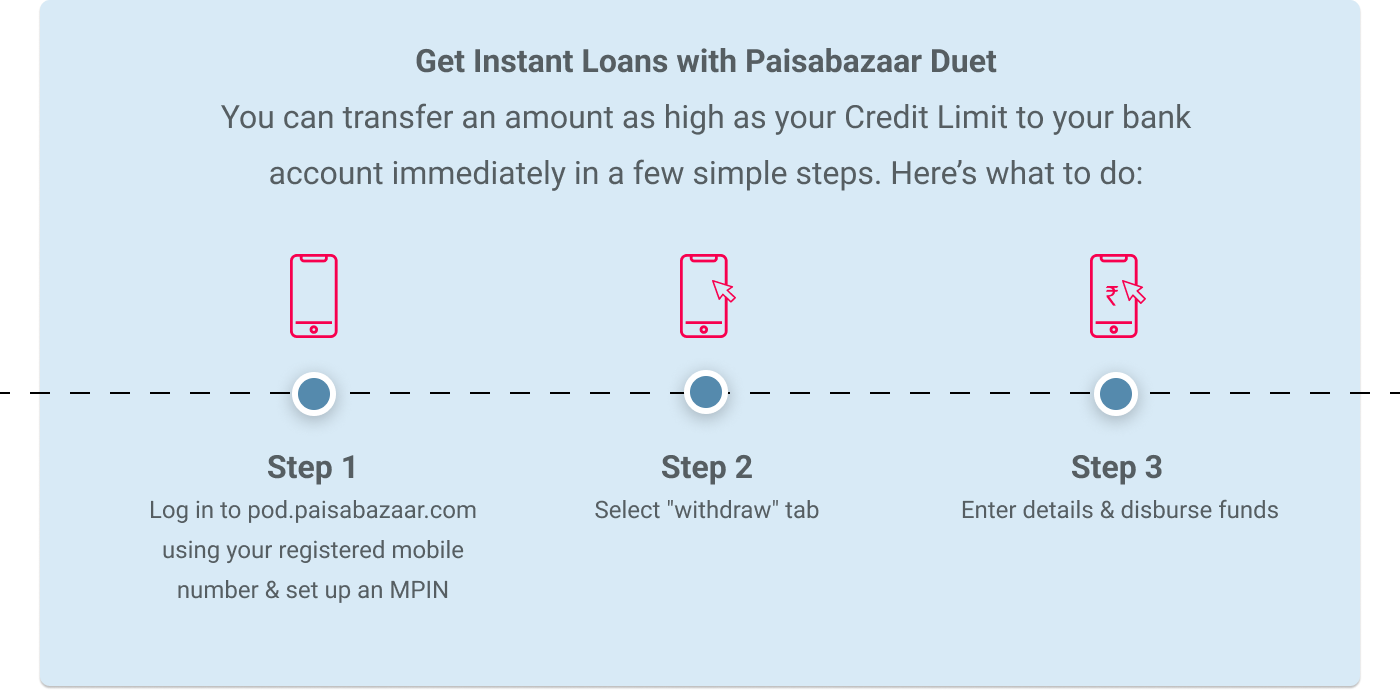 Get Instant Loans with Paisabazaar Duet
You can transfer an amount as high as your Credit Limit to your bank
account immediately in a few simple steps. Here’s what to do:
₹
Step 1
Log in to pod.paisabazaar.com
using your registered mobile
number & set up an MPIN
Step 2
Select "withdraw" tab
Step 3
Enter details & disburse funds